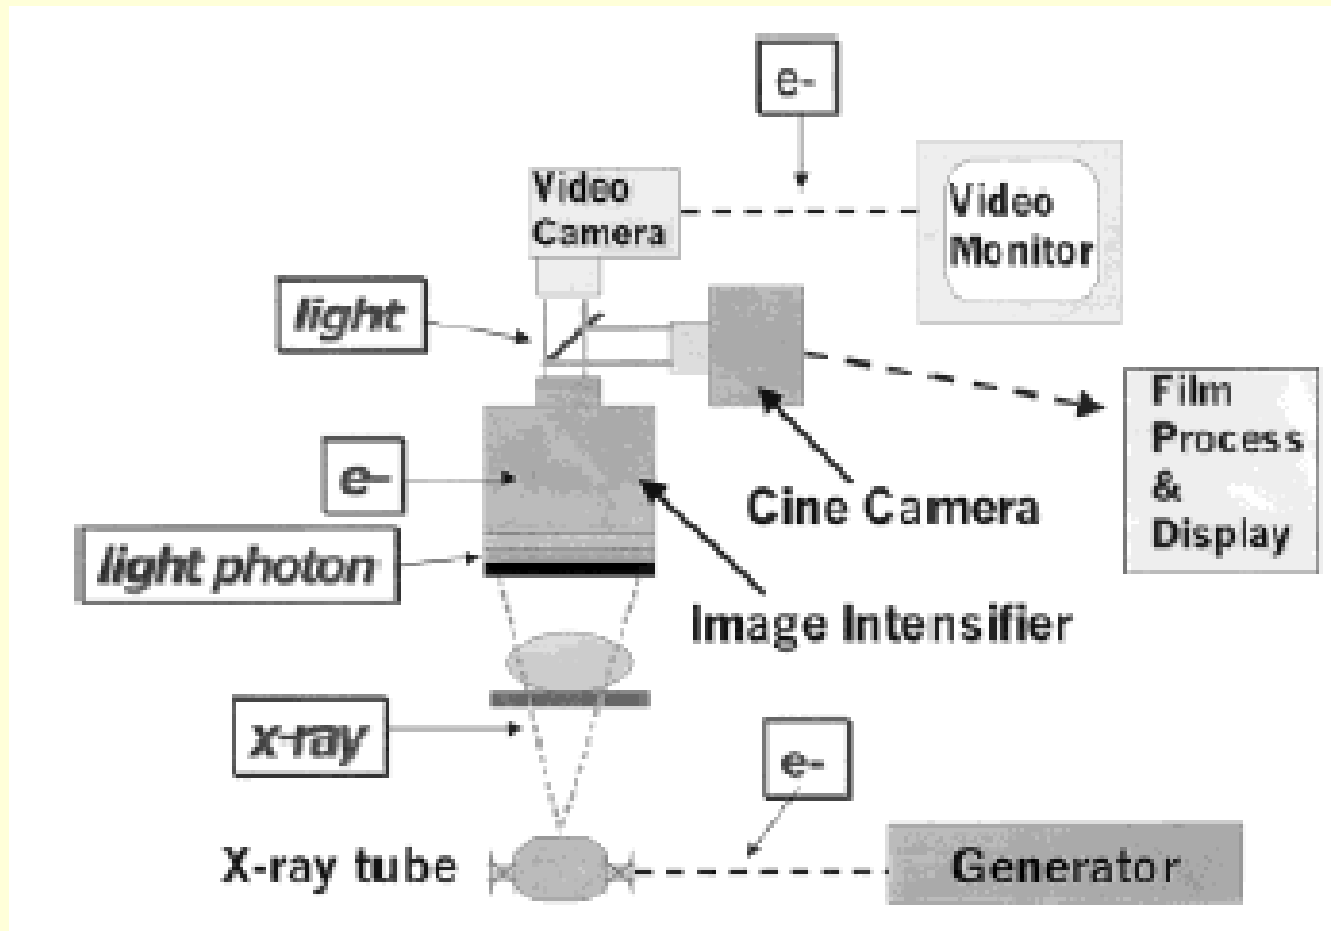 e-
Video
Camera
Video
Monitor
light
Film
Process
&
Display
e-
Cine Camera
light photon
Image Intensifier
x-ray
e-
X-ray tube
Generator